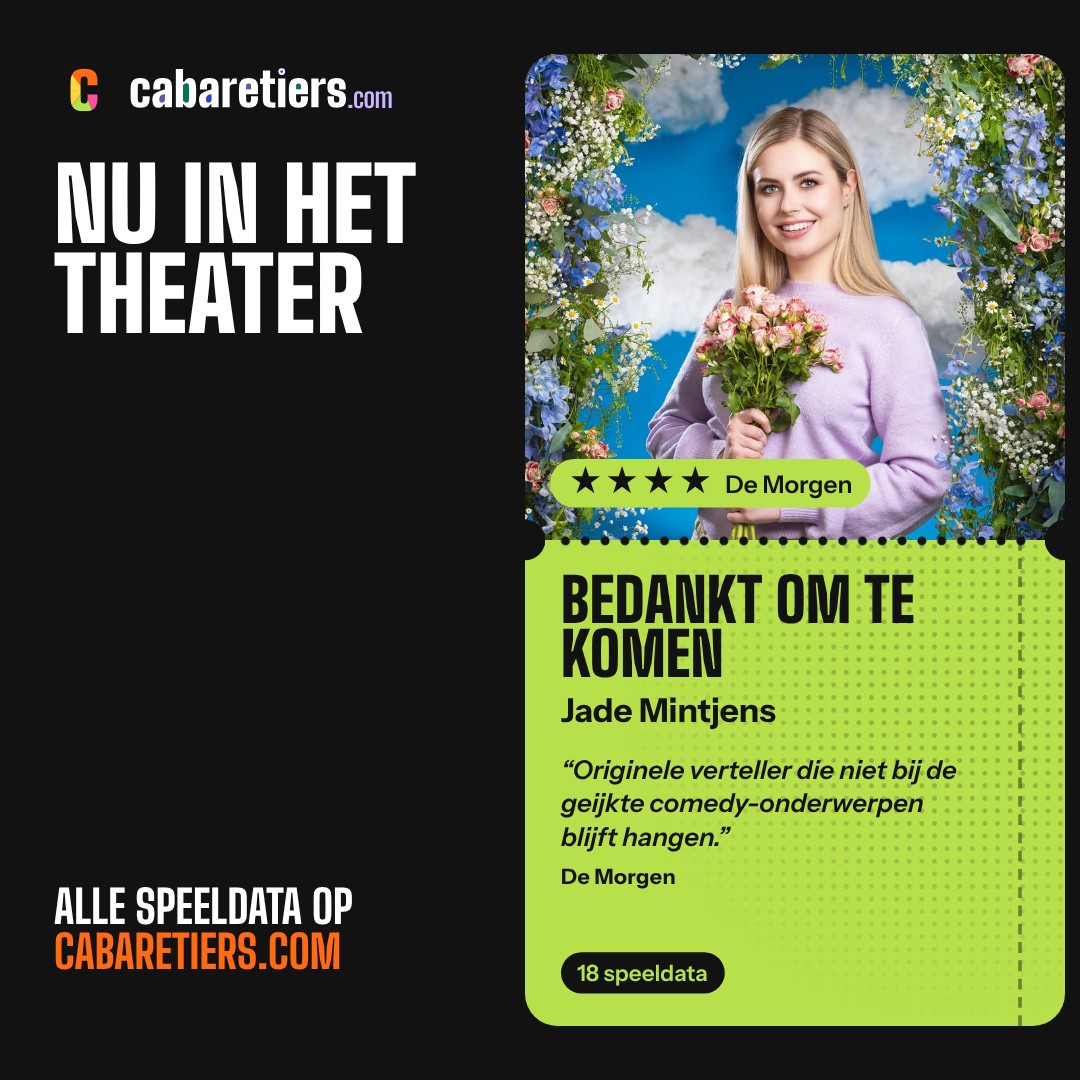 cabaretiers.com
NU IN HET
THEATER
★★★★ De Morgen
BEDANKT OM TE
KOMEN
Jade Mintjens
“Originele verteller die niet bij de
geijkte comedy-onderwerpen
blijft hangen.”
De Morgen
18 speeldata
ALLE SPEELDATA OP
CABARETIERS.COM